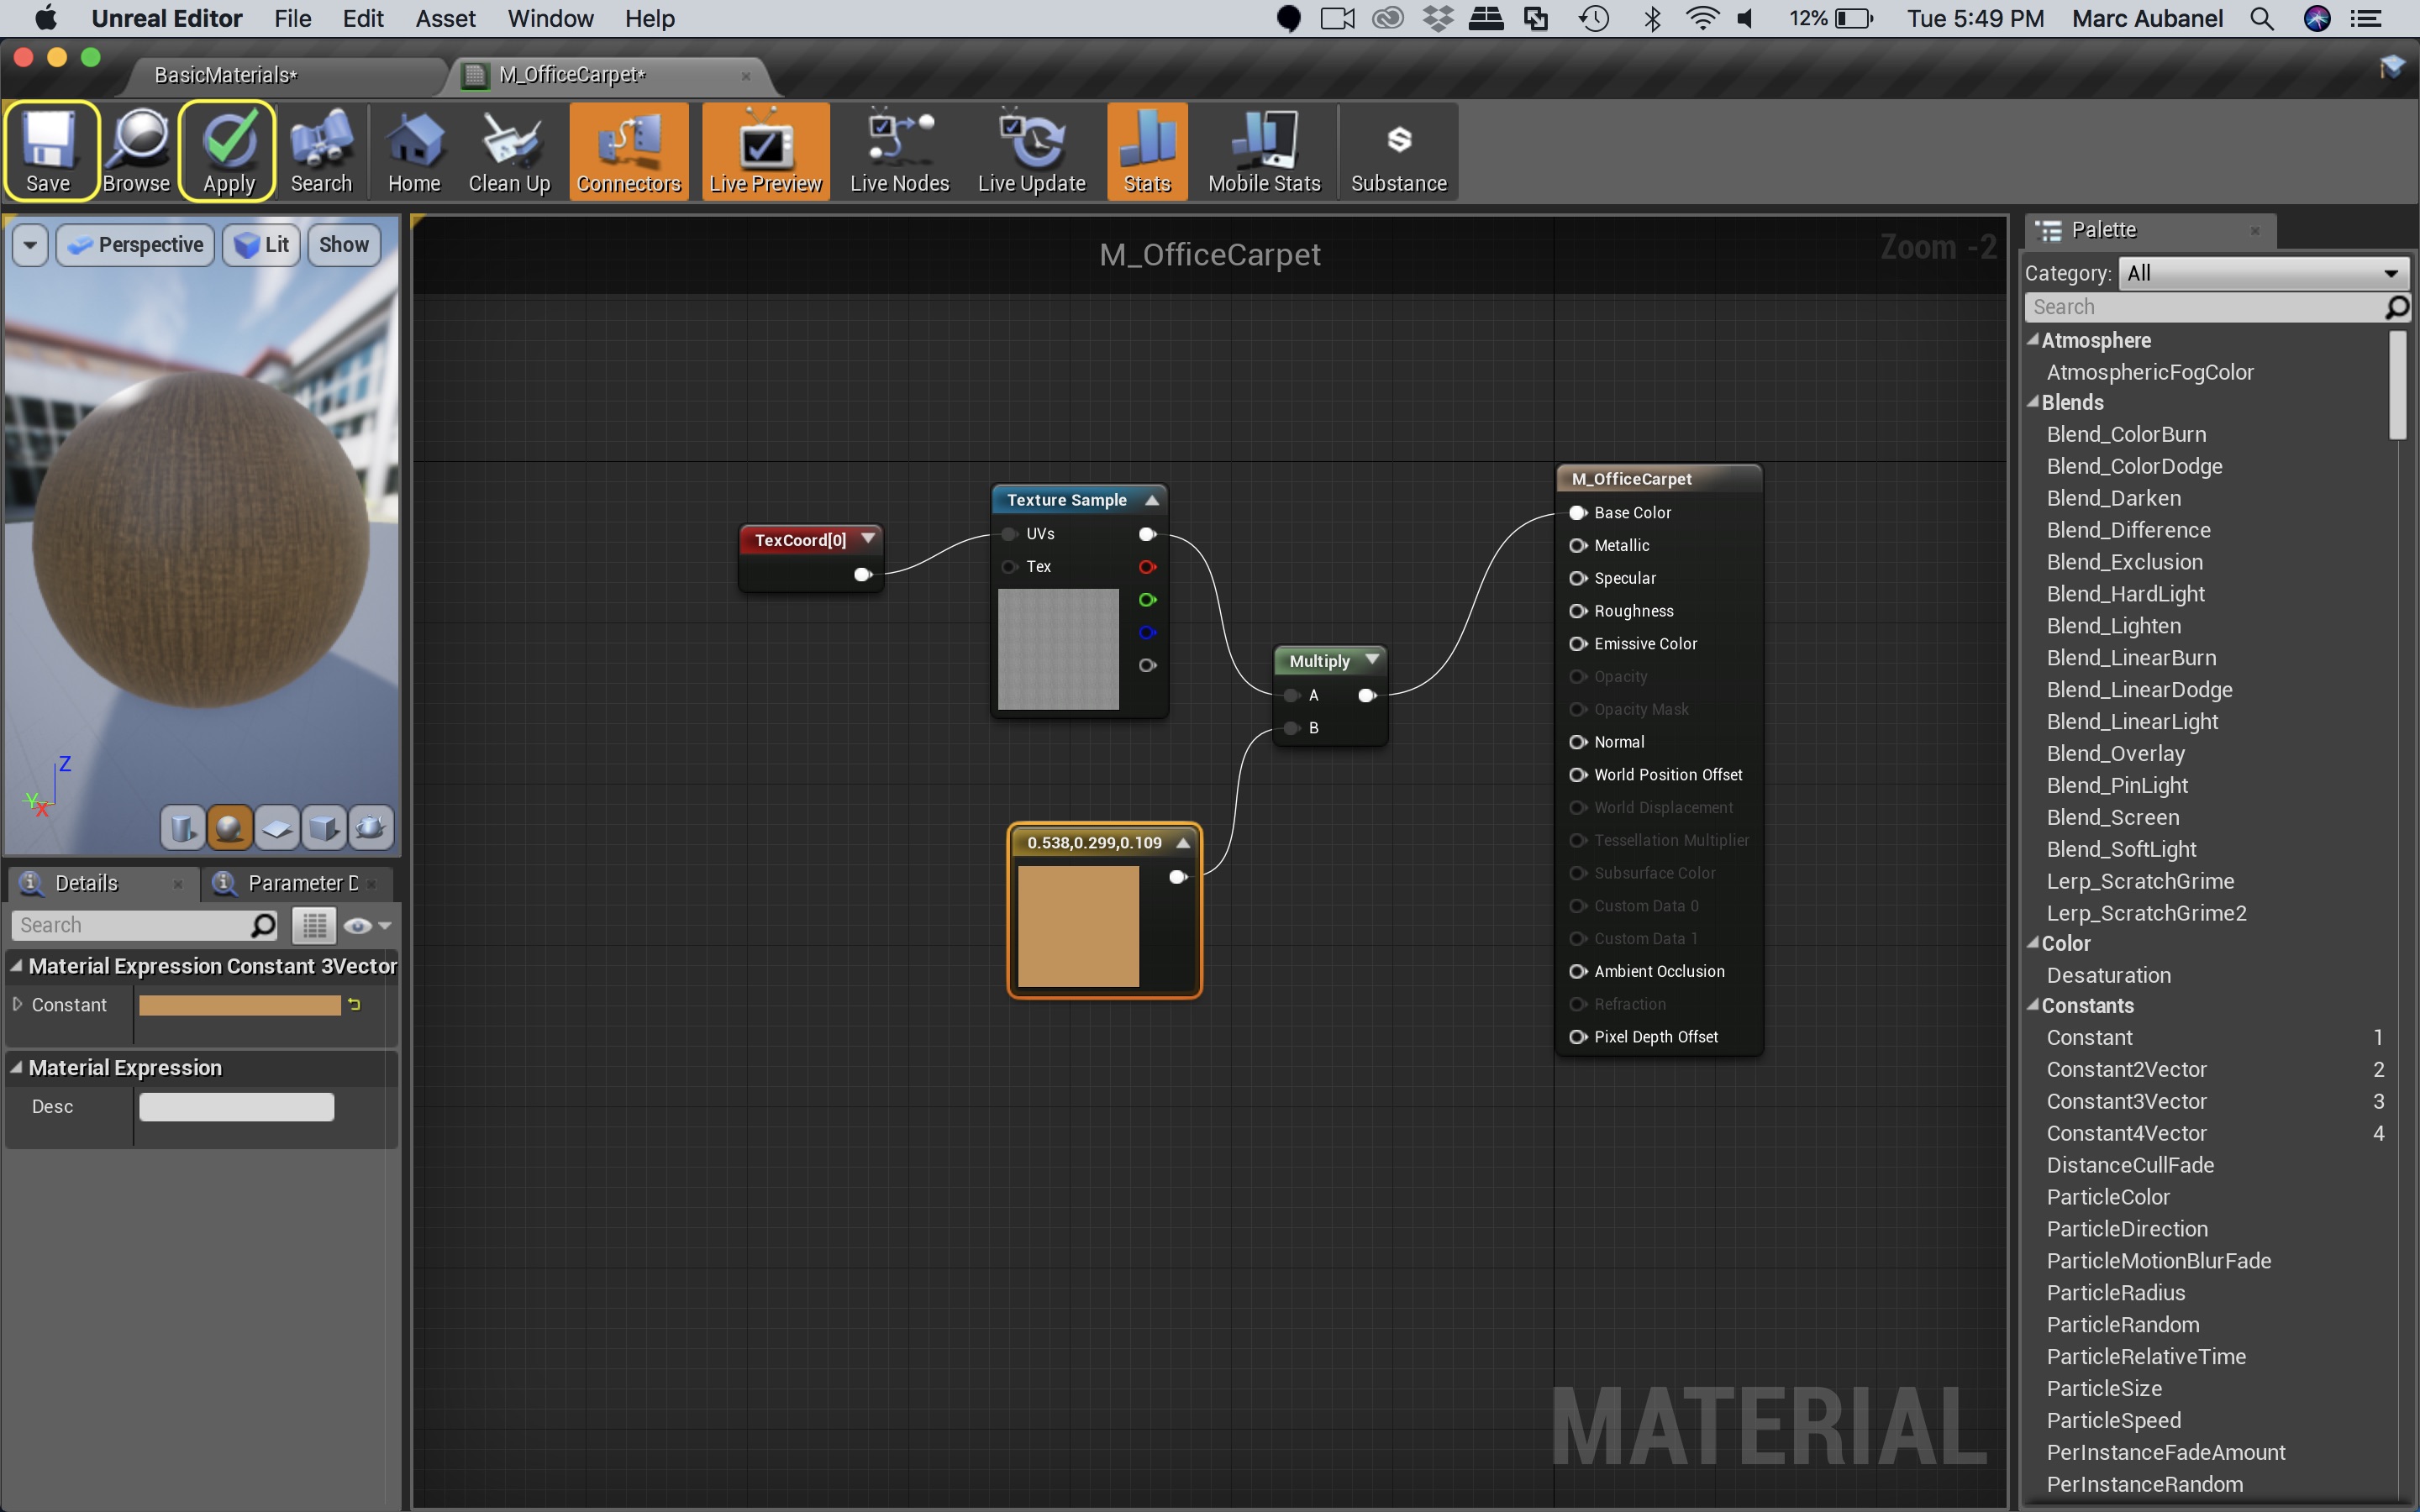 Unreal Editor File Edit Asset Window Help 12% Tue 5:49 PM Marc Aubanel
BasicMaterials* M_OfficeCarpet*
Save Browse Apply Search Home Clean Up Connectors Live Preview Live Nodes Live Update Stats Mobile Stats Substance
Perspective Lit Show
Z
Y
X
Details Parameter D
Search
Material Expression Constant 3Vector
Constant
Material Expression
Desc
M_OfficeCarpet
Zoom -2
TexCoord[0]
Texture Sample
UVs
Tex
Multiply
A
B
0.538,0.299,0.109
M_OfficeCarpet
Base Color
Metallic
Specular
Roughness
Emissive Color
Opacity
Opacity Mask
Normal
World Position Offset
World Displacement
Tessellation Multiplier
Subsurface Color
Custom Data 0
Custom Data 1
Ambient Occlusion
Refraction
Pixel Depth Offset
MATERIAL
Palette
Category: All
Search
Atmosphere
AtmosphericFogColor
Blends
Blend_ColorBurn
Blend_ColorDodge
Blend_Darken
Blend_Difference
Blend_Exclusion
Blend_HardLight
Blend_Lighten
Blend_LinearBurn
Blend_LinearDodge
Blend_LinearLight
Blend_Overlay
Blend_PinLight
Blend_Screen
Blend_SoftLight
Lerp_ScratchGrime
Lerp_ScratchGrime2
Color
Desaturation
Constants
Constant 1
Constant2Vector 2
Constant3Vector 3
Constant4Vector 4
DistanceCullFade
ParticleColor
ParticleDirection
ParticleMotionBlurFade
ParticleRadius
ParticleRandom
ParticleRelativeTime
ParticleSize
ParticleSpeed
PerInstanceFadeAmount
PerInstanceRandom